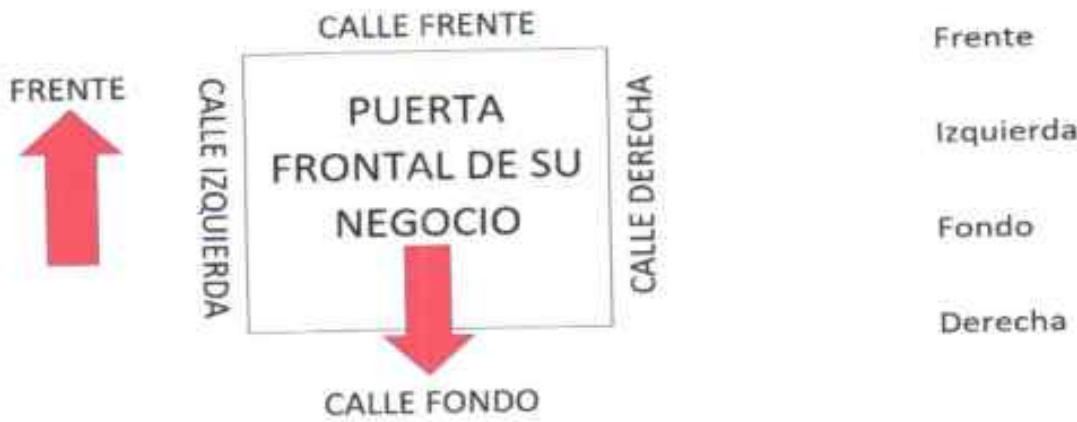 CALLE FRENTE
FRENTE
CALLE IZQUIERDA
PUERTA
FRONTAL DE SU
NEGOCIO
CALLE DERECHA
CALLE FONDO
Frente
Izquierda
Fondo
Derecha